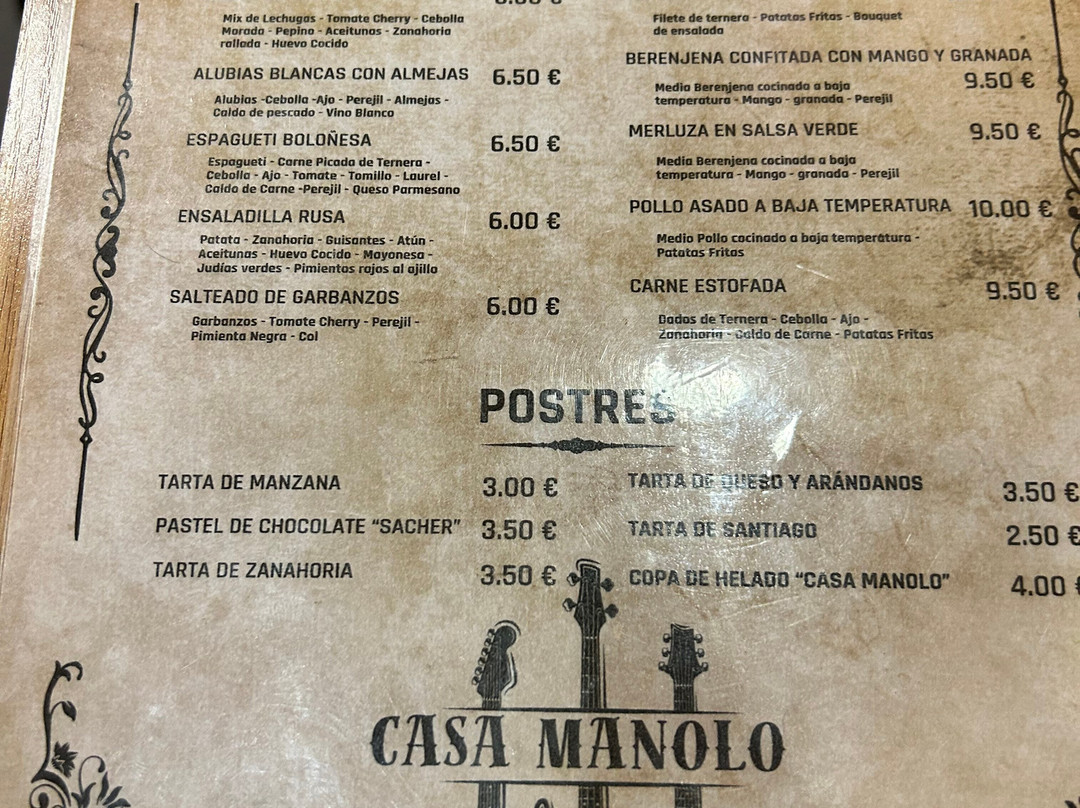 Mix de Lechugas - Tomate Cherry - Cebolla
Morada - Pepino - Aceitunas - Zanahoria
rallada - Huevo Cocido
ALUBIAS BLANCAS CON ALMEJAS 6.50 €
Alubias -Cebolla -Ajo - Perejil - Almejas -
Caldo de pescado - Vino Blanco
ESPAGUETI BOLOÑESA 6.50 €
Espagueti - Carne Picada de Ternera -
Cebolla - Ajo - Tomate - Tomillo - Laurel -
Caldo de Carne -Perejil - Queso Parmesano
ENSALADILLA RUSA 6.00 €
Patata - Zanahoria - Guisantes - Atún -
Aceitunas - Huevo Cocido - Mayonesa -
Judías verdes - Pimientos rojos al ajillo
SALTEADO DE GARBANZOS 6.00 €
Garbanzos - Tomate Cherry - Perejil -
Pimienta Negra - Col
Filete de ternera - Patatas Fritas - Bouquet
de ensalada
BERENJENA CONFITADA CON MANGO Y GRANADA
9.50 €
Media Berenjena cocinada a baja
temperatura - Mango - granada - Perejil
MERLUZA EN SALSA VERDE 9.50 €
Media Berenjena cocinada a baja
temperatura - Mango - granada - Perejil
POLLO ASADO A BAJA TEMPERATURA 10.00 €
Medio Pollo cocinado a baja temperatura -
Patatas Fritas
CARNE ESTOFADA 9.50 €
Dados de Ternera - Cebolla - Ajo -
Zanahoria - Caldo de Carne - Patatas Fritas
POSTRES
TARTA DE MANZANA 3.00 €
PASTEL DE CHOCOLATE “SACHER” 3.50 €
TARTA DE ZANAHORIA 3.50 €
TARTA DE QUESO Y ARÁNDANOS 3.50 €
TARTA DE SANTIAGO 2.50 €
COPA DE HELADO “CASA MANOLO” 4.00 €
CASA MANOLO